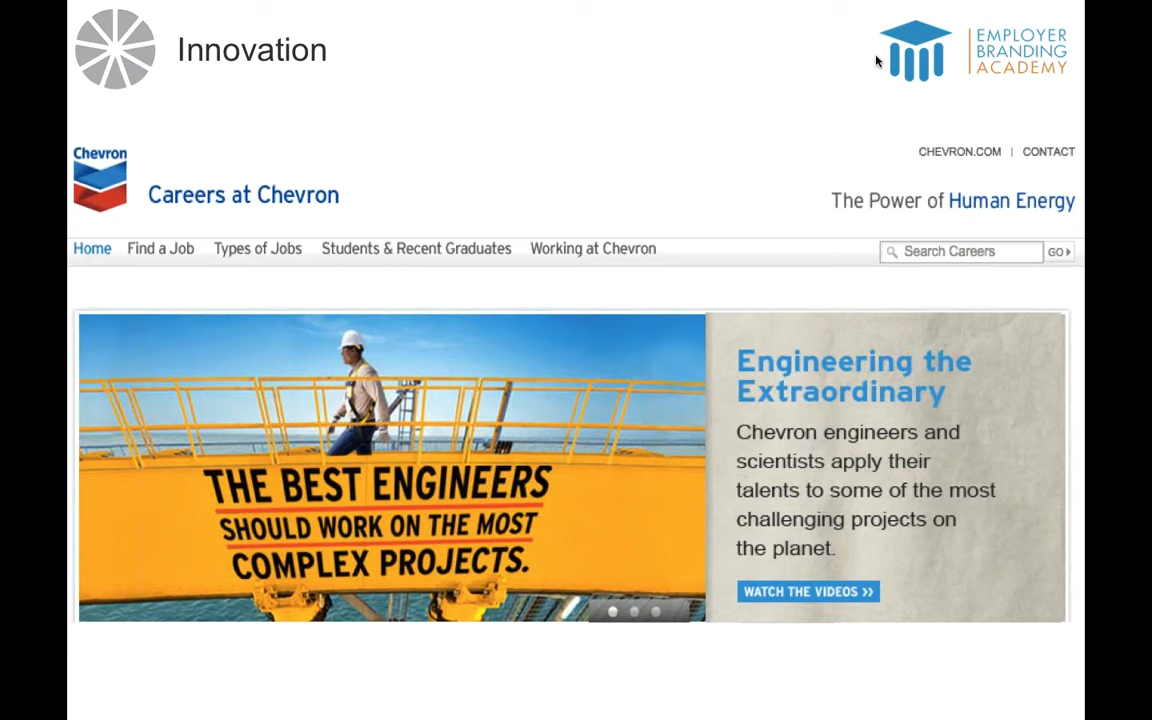 Innovation
EMPLOYER
BRANDING
ACADEMY
Chevron
Careers at Chevron
CHEVRON.COM | CONTACT
The Power of Human Energy
Home Find a Job Types of Jobs Students & Recent Graduates Working at Chevron
Search Careers GO
THE BEST ENGINEERS
SHOULD WORK ON THE MOST
COMPLEX PROJECTS.
Engineering the
Extraordinary
Chevron engineers and
scientists apply their
talents to some of the most
challenging projects on
the planet.
WATCH THE VIDEOS >>